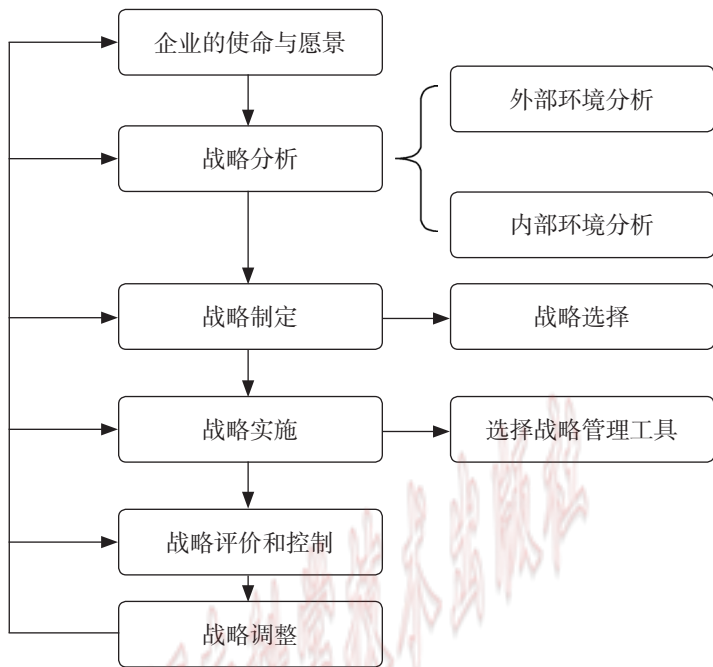 企业的使命与愿景
外部环境分析
战略分析
内部环境分析
战略制定
战略选择
战略实施
选择战略管理工具
战略评价和控制
战略调整